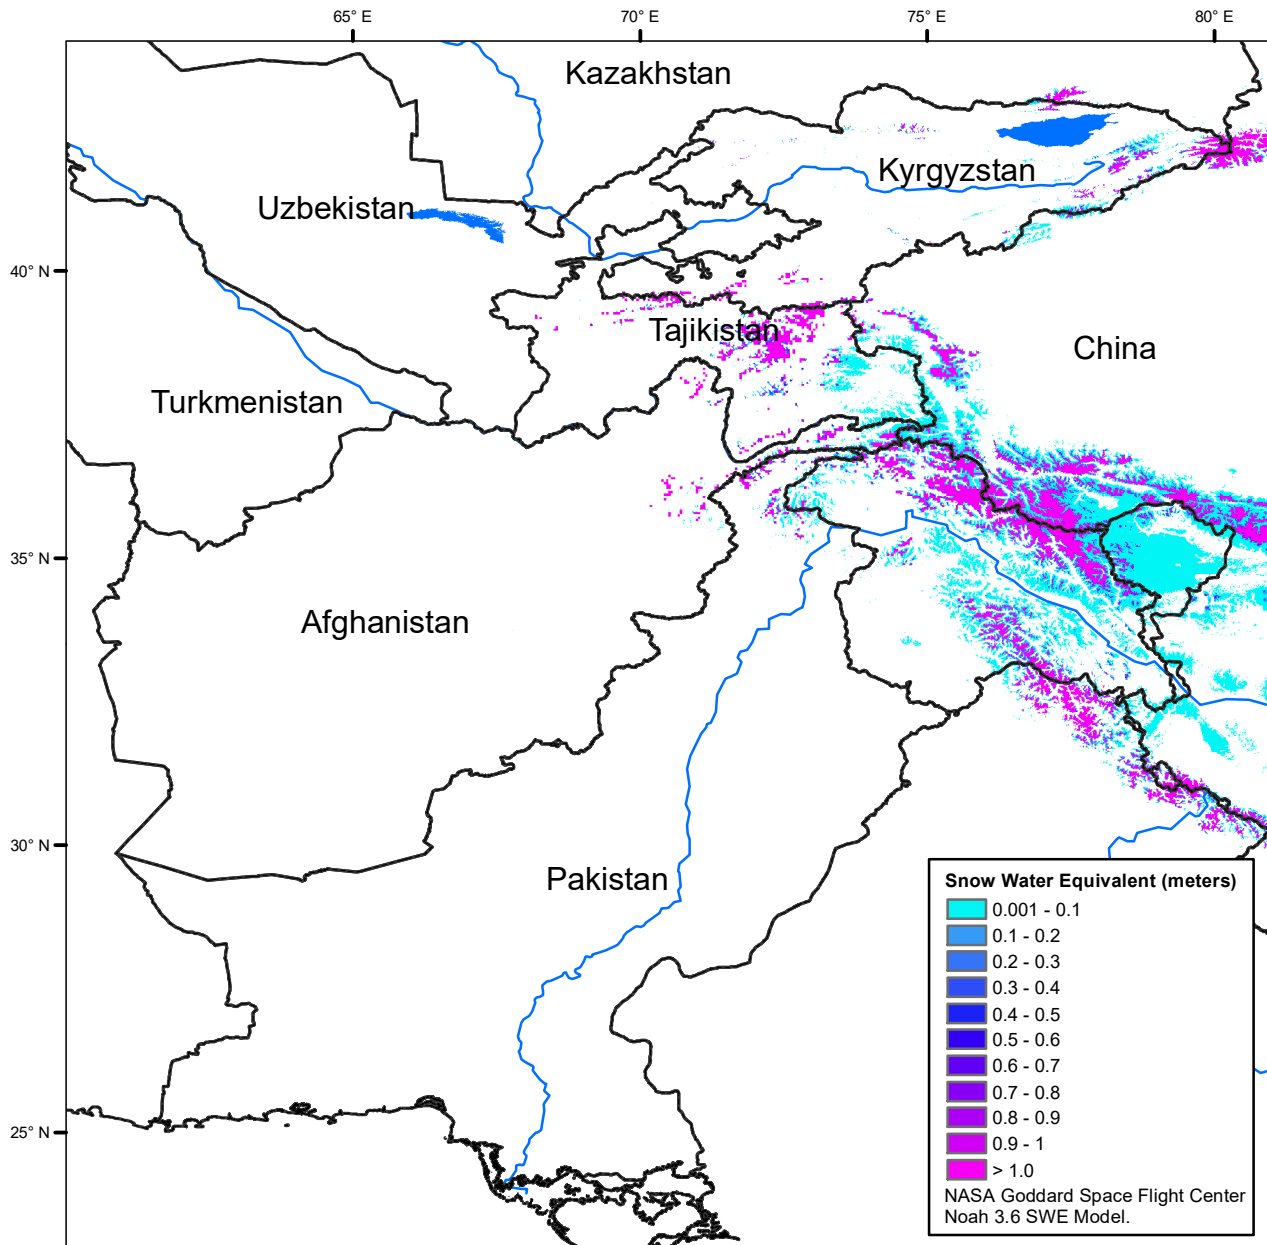 65° E
70° E
75° E
80° E
Kazakhstan
Kyrgyzstan
Uzbekistan
40° N
Tajikistan
China
Turkmenistan
35° N
Afghanistan
30° N
Pakistan
25° N
Snow Water Equivalent (meters)
0.001 - 0.1
0.1 - 0.2
0.2 - 0.3
0.3 - 0.4
0.4 - 0.5
0.5 - 0.6
0.6 - 0.7
0.7 - 0.8
0.8 - 0.9
0.9 - 1
> 1.0
NASA Goddard Space Flight Center
Noah 3.6 SWE Model.